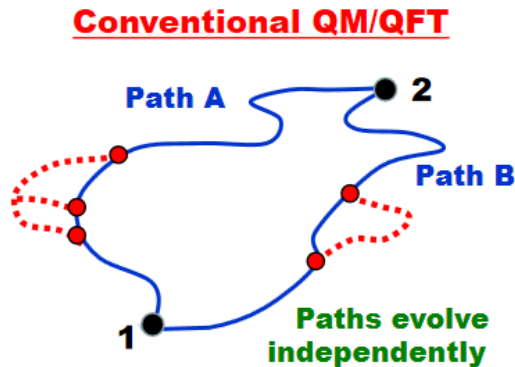 Conventional QM/QFT
Path A
2
Path B
1
Paths evolve
independently